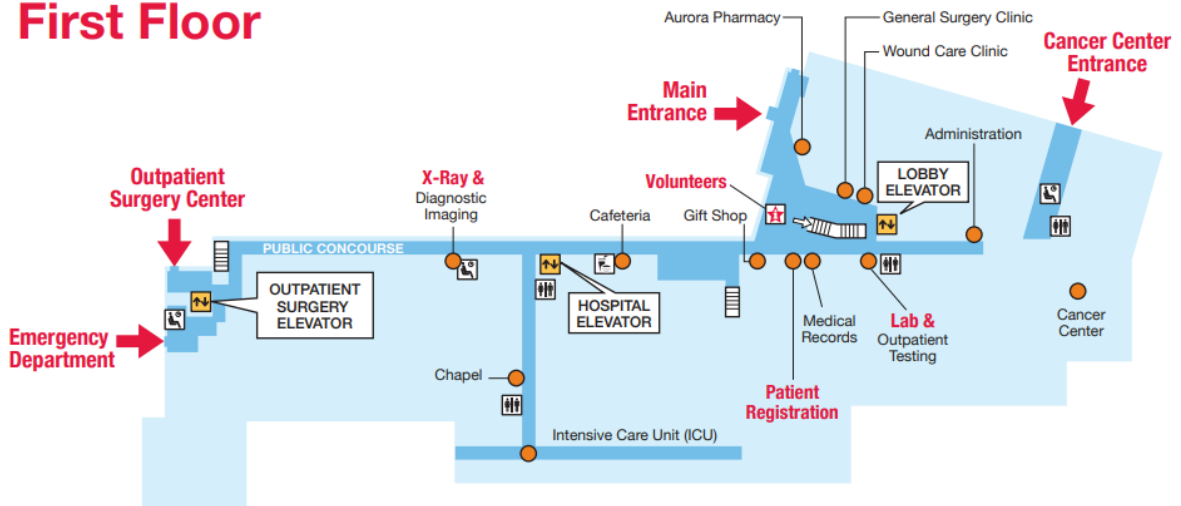 First Floor
Aurora Pharmacy
General Surgery Clinic
Wound Care Clinic
Cancer Center
Entrance
Main
Entrance
Administration
Outpatient
Surgery Center
X-Ray &
Diagnostic
Imaging
Volunteers
LOBBY
ELEVATOR
Cafeteria
Gift Shop
PUBLIC CONCOURSE
OUTPATIENT
SURGERY
ELEVATOR
HOSPITAL
ELEVATOR
Emergency
Department
Medical
Records
Lab &
Outpatient
Testing
Cancer
Center
Chapel
Patient
Registration
Intensive Care Unit (ICU)